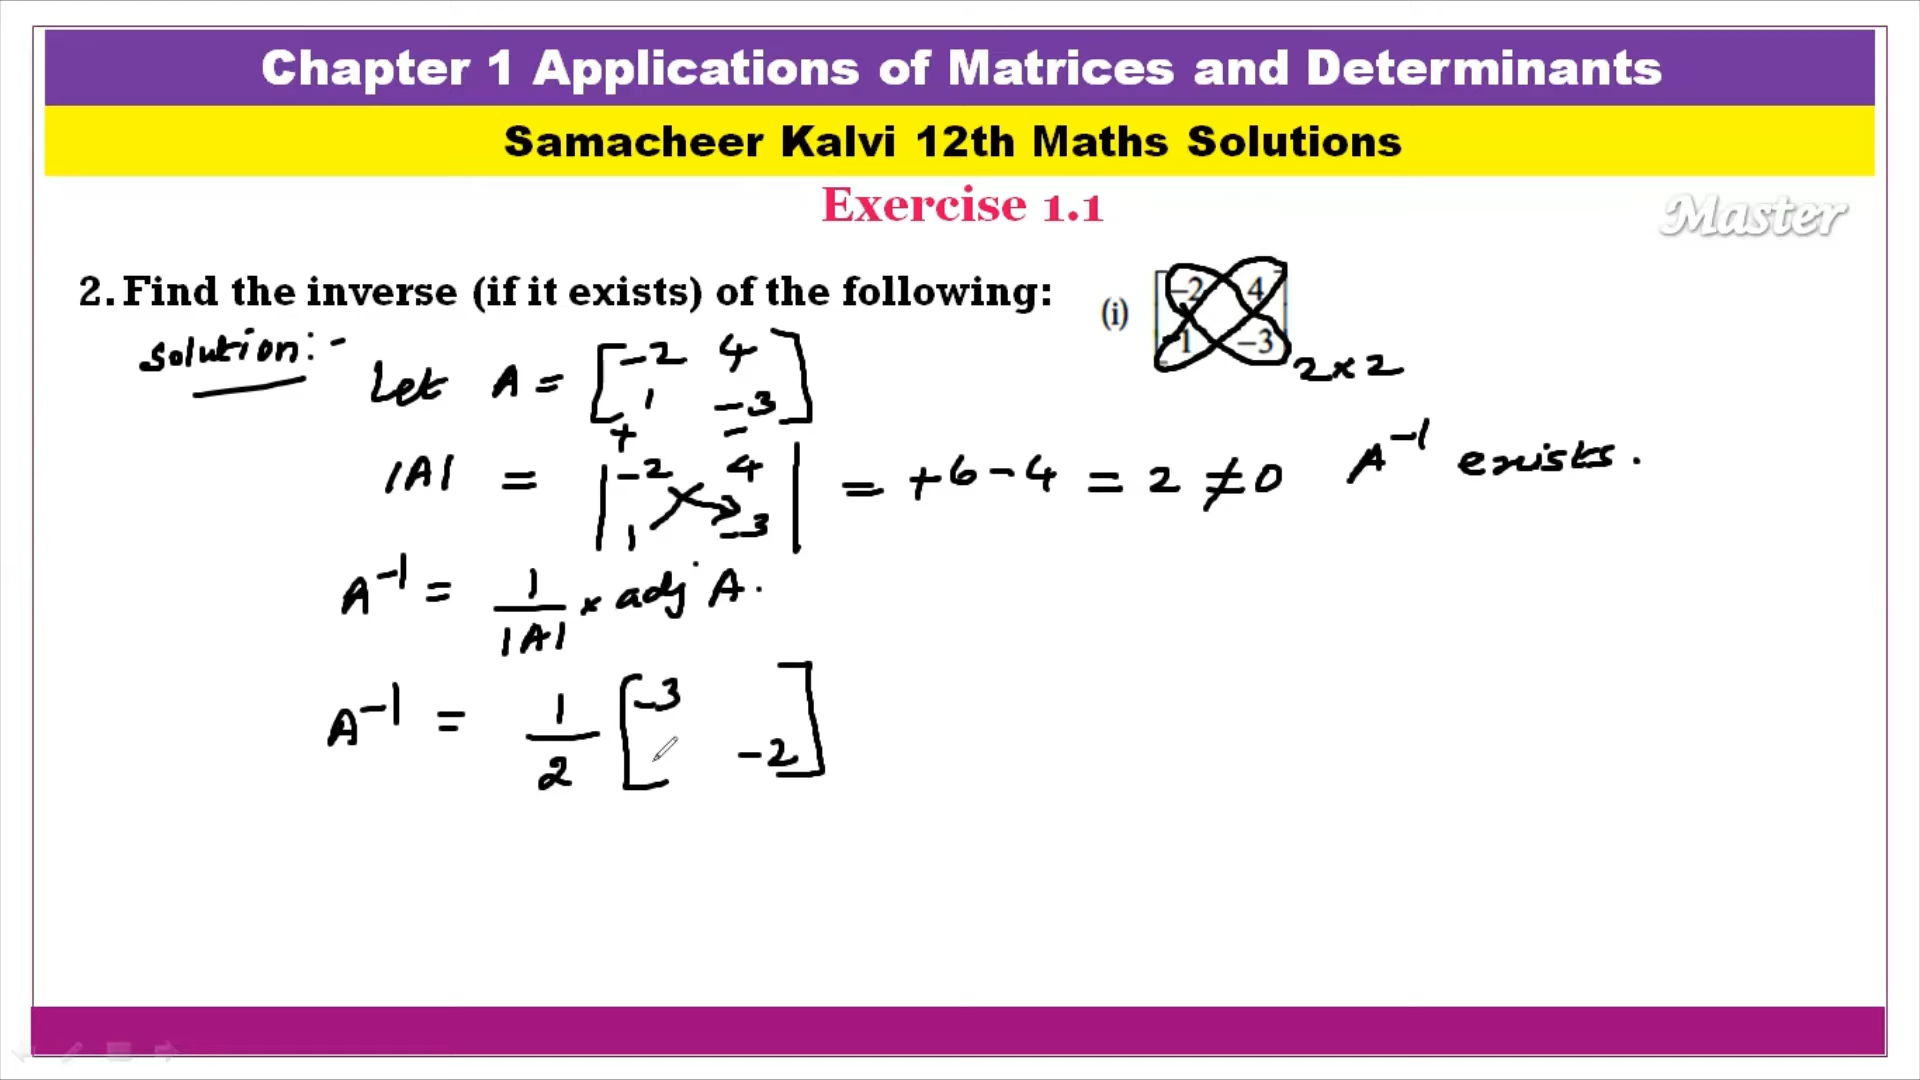 Chapter 1 Applications of Matrices and Determinants
Samacheer Kalvi 12th Maths Solutions
Exercise 1.1
Master
2. Find the inverse (if it exists) of the following: (i) [-2 4
1 -3] 2×2
Solution:-
Let A = [-2 4
1 -3]
+ -
|A| = |-2 4
1 -3| = +6-4 = 2 ≠ 0 A⁻¹ exists.
A⁻¹ = 1/|A| × adj A.
A⁻¹ = 1/2 [-3
-2]